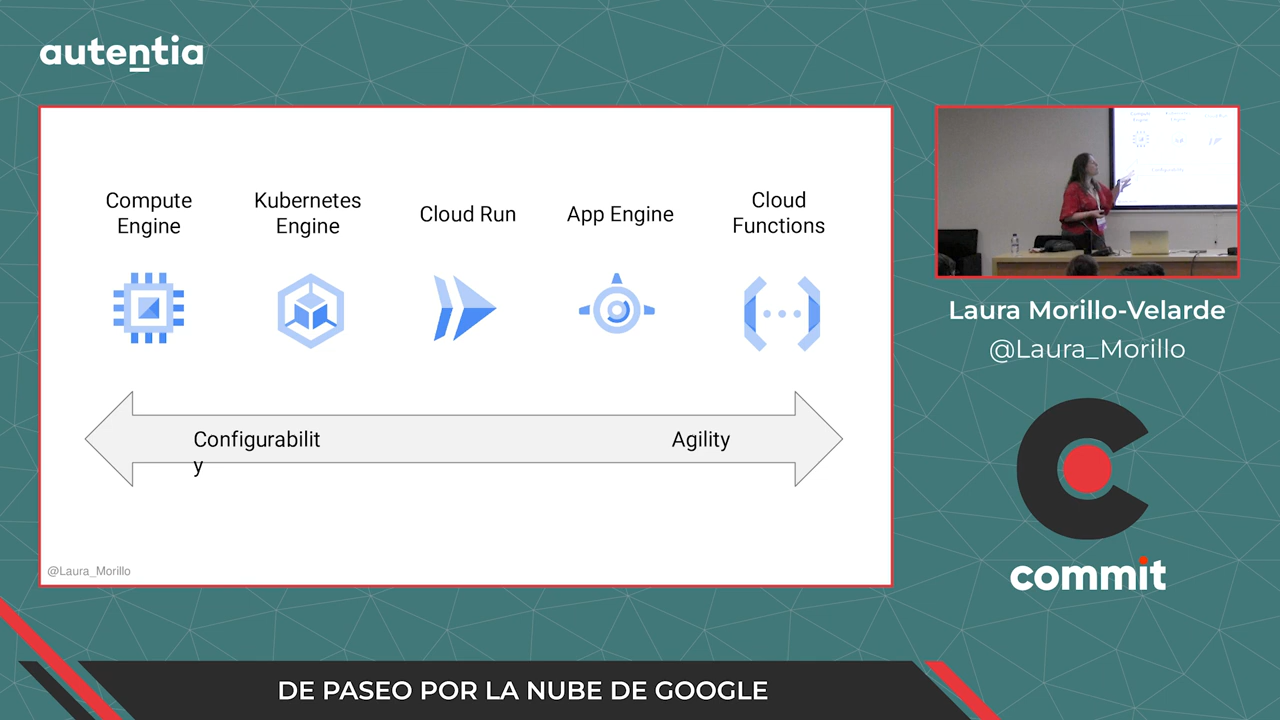 autentia
Compute
Engine
Kubernetes
Engine
Cloud Run
App Engine
Cloud
Functions
Configurabilit
y
Agility
@Laura_Morillo
Laura Morillo-Velarde
@Laura_Morillo
commit
DE PASEO POR LA NUBE DE GOOGLE